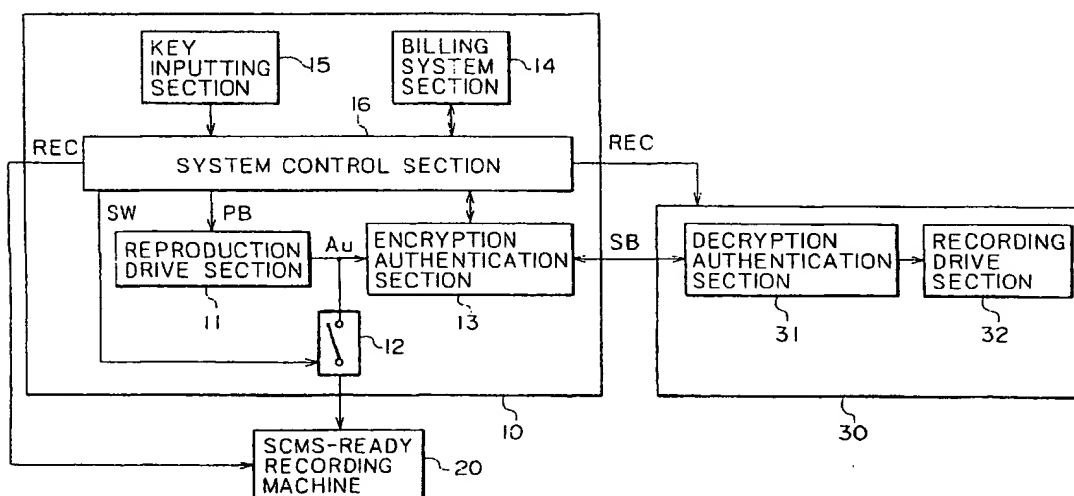 KEY
INPUTTING
SECTION
15
BILLING
SYSTEM
SECTION
14
16
REC
SYSTEM CONTROL SECTION
REC
SW
PB
REPRODUCTION
DRIVE SECTION
11
Au
ENCRYPTION
AUTHENTICATION
SECTION
13
SB
DECRYPTION
AUTHENTICATION
SECTION
31
RECORDING
DRIVE
SECTION
32
12
10
30
SCMS-READY
RECORDING
MACHINE
20